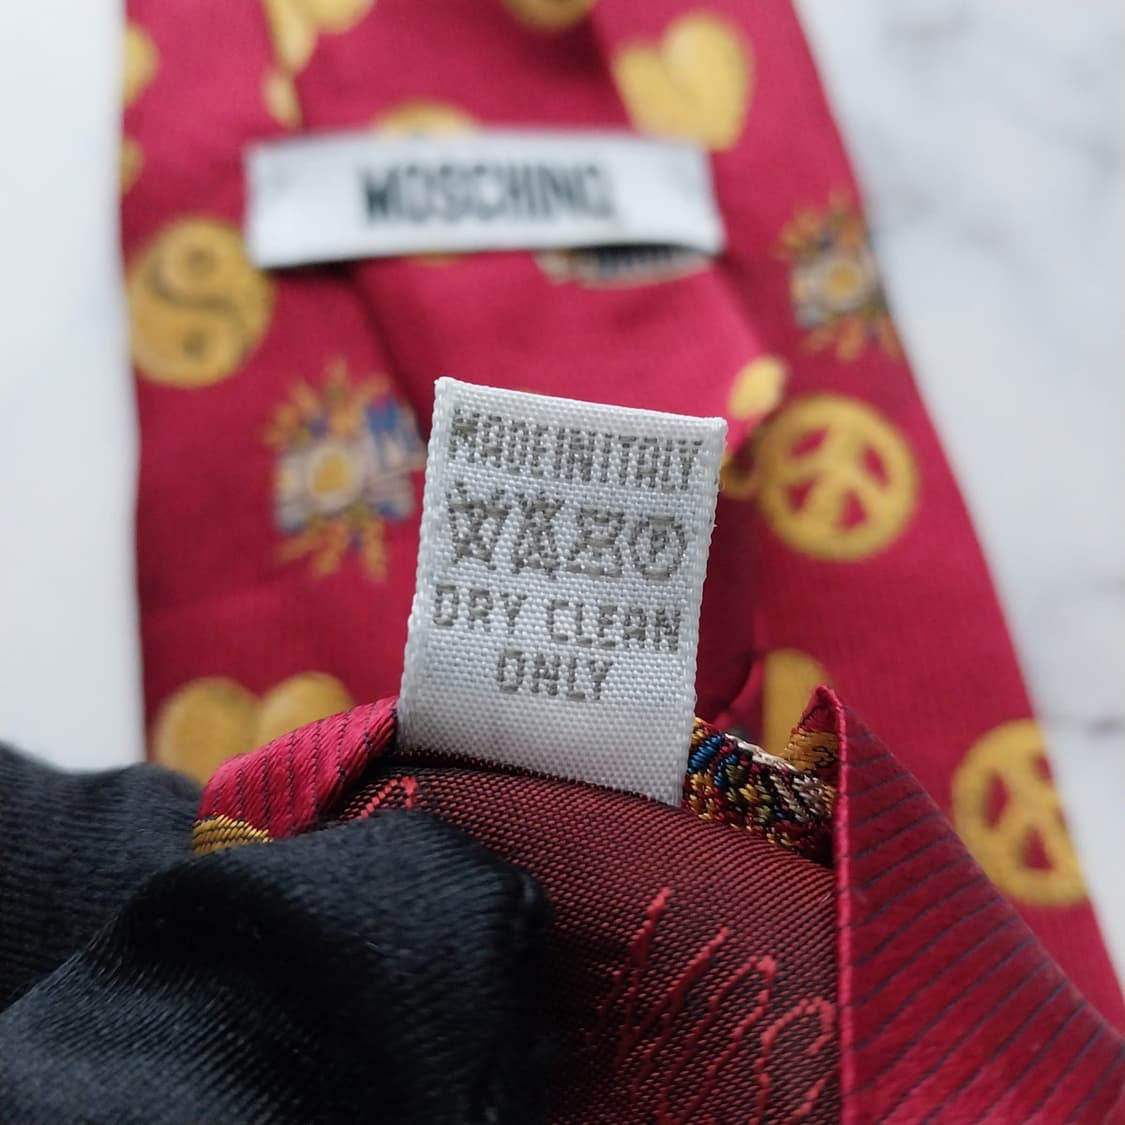 MOSCHINO
MADE IN ITALY
P
DRY CLEAN
ONLY